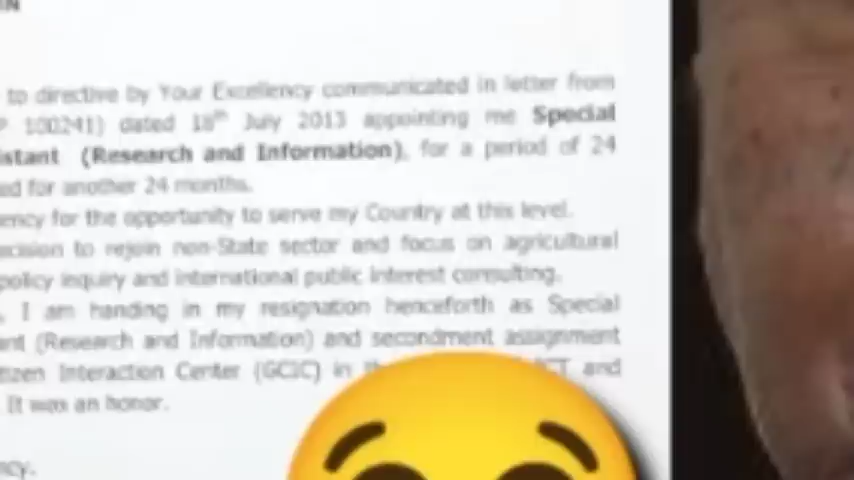 to directive by Your Excellency communicated in letter from
P 100241) dated 18th July 2013 appointing me Special
istant (Research and Information), for a period of 24
ed for another 24 months.
ency for the opportunity to serve my Country at this level.
ecision to rejoin non-State sector and focus on agricultural
policy inquiry and international public interest consulting.
. I am handing in my resignation henceforth as Special
ant (Research and Information) and secondment assignment
tizen Interaction Center (GCIC) in CT and
. It was an honor.
ncy.